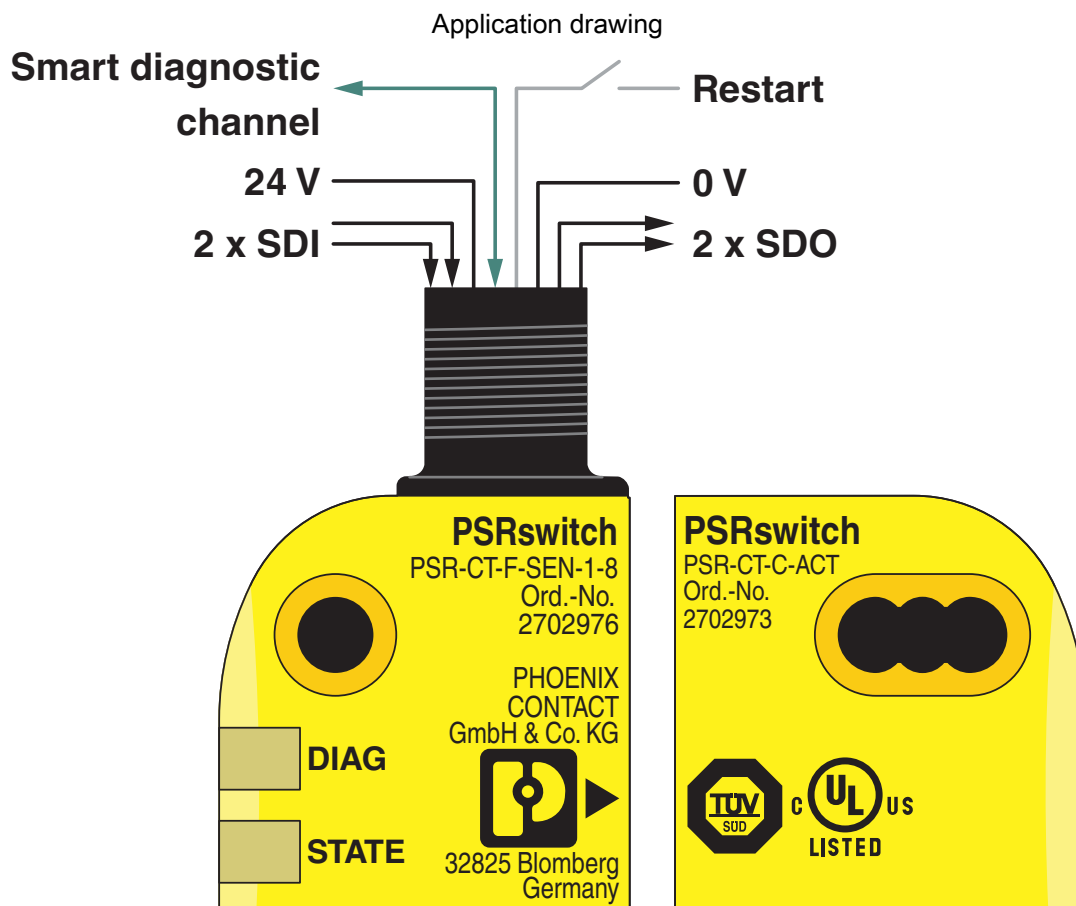 Application drawing
Smart diagnostic
channel
Restart
24 V
0 V
2 x SDI
2 x SDO
PSRswitch
PSR-CT-F-SEN-1-8
Ord.-No.
2702976
PHOENIX
CONTACT
GmbH & Co. KG
DIAG
STATE
32825 Blomberg
Germany
PSRswitch
PSR-CT-C-ACT
Ord.-No.
2702973
TÜV
SÜD
C UL US
LISTED